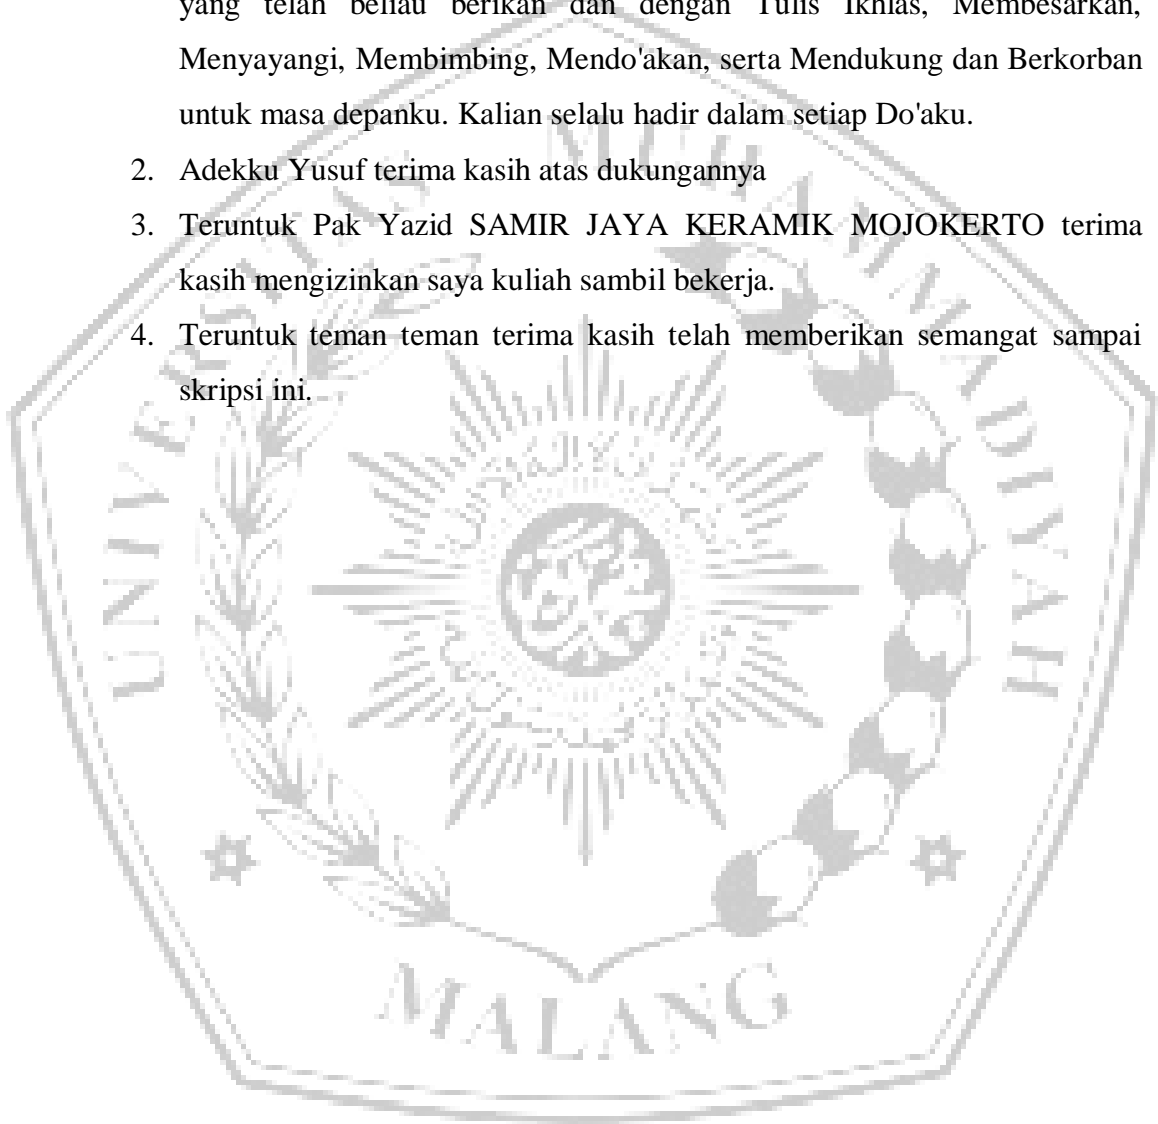 yang telah beliau berikan dan dengan Tulis Ikhlas, Membesarkan,
Menyayangi, Membimbing, Mendo'akan, serta Mendukung dan Berkorban
untuk masa depanku. Kalian selalu hadir dalam setiap Do'aku.
2. Adekku Yusuf terima kasih atas dukungannya
3. Teruntuk Pak Yazid SAMIR JAYA KERAMIK MOJOKERTO terima
kasih mengizinkan saya kuliah sambil bekerja.
4. Teruntuk teman teman terima kasih telah memberikan semangat sampai
skripsi ini.
UNIVERSITAS MUHAMMADIYAH
MALANG